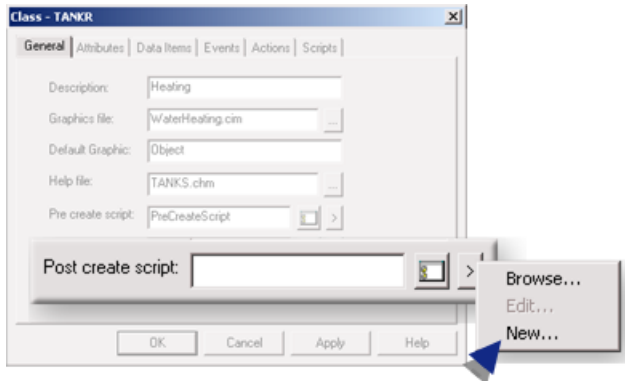 Class - TANKR
General Attributes Data Items Events Actions Scripts
Description: Heating
Graphics file: WaterHeating.cim ...
Default Graphic: Object
Help file: TANKS.chm ...
Pre create script: PreCreateScript >
Post create script: >
Browse...
Edit...
New...
OK Cancel Apply Help